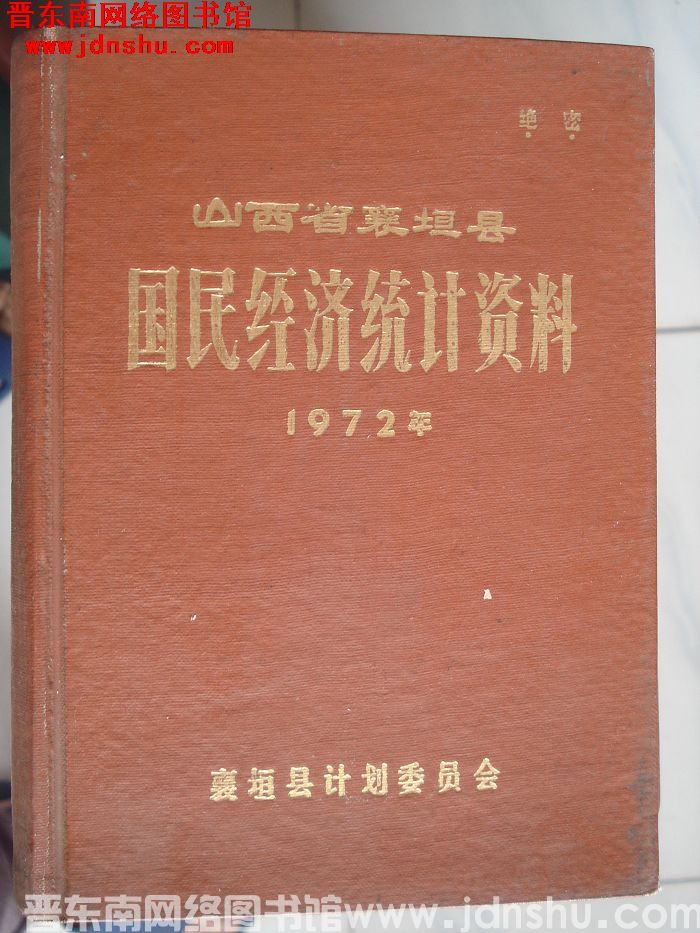 晋东南网络图书馆
www.jdnshu.com
绝密
山西省襄垣县
国民经济统计资料
1972年
襄垣县计划委员会
晋东南网络图书馆www.jdnshu.com